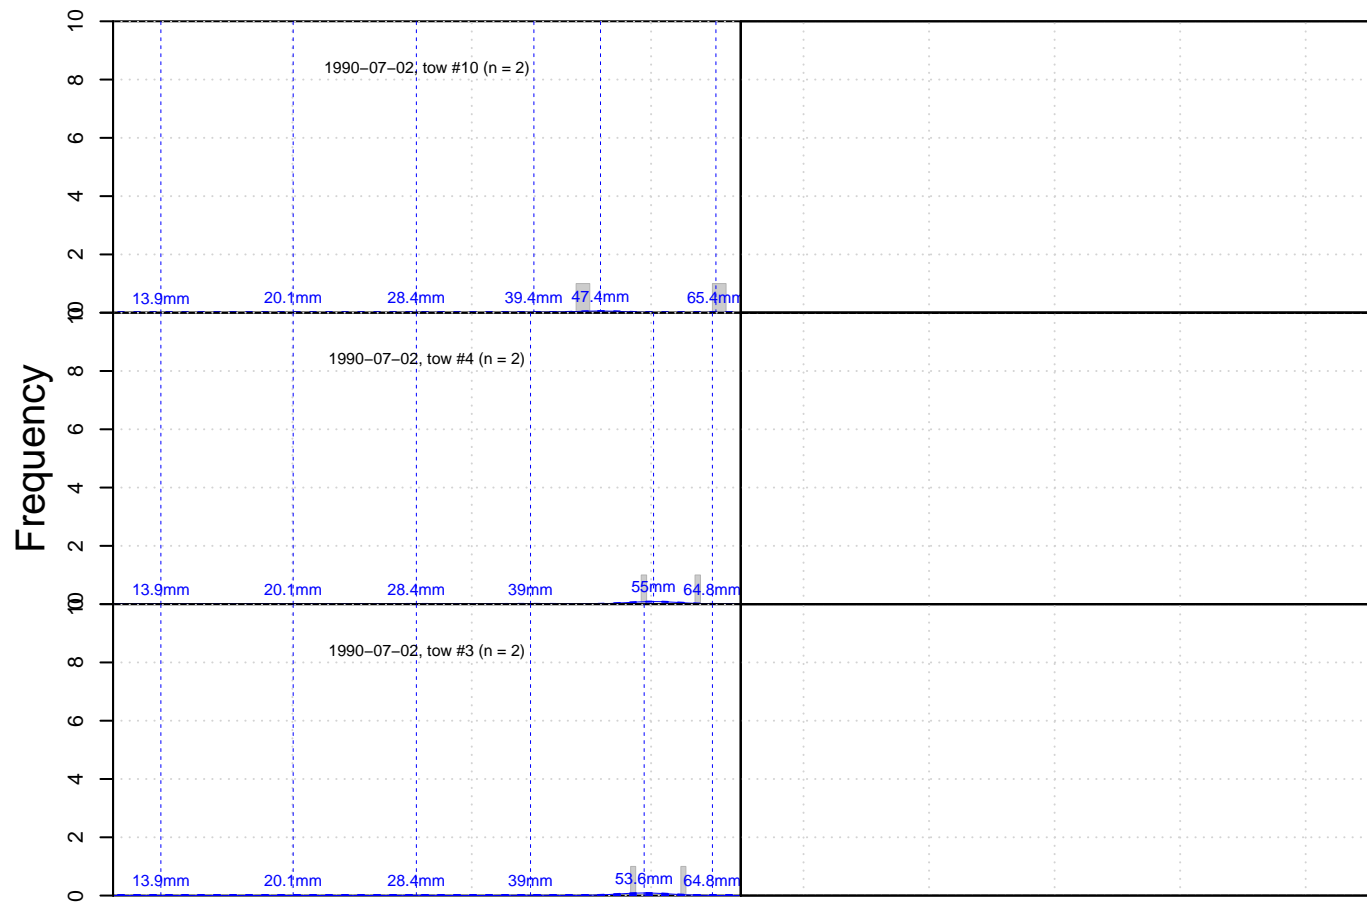 Frequency
10
8
6
4
2
0
1990−07−02, tow #10 (n = 2)
13.9mm 20.1mm 28.4mm 39.4mm 47.4mm 65.4mm
10
8
6
4
2
0
1990−07−02, tow #4 (n = 2)
13.9mm 20.1mm 28.4mm 39mm 55mm 64.8mm
10
8
6
4
2
0
1990−07−02, tow #3 (n = 2)
13.9mm 20.1mm 28.4mm 39mm 53.6mm 64.8mm